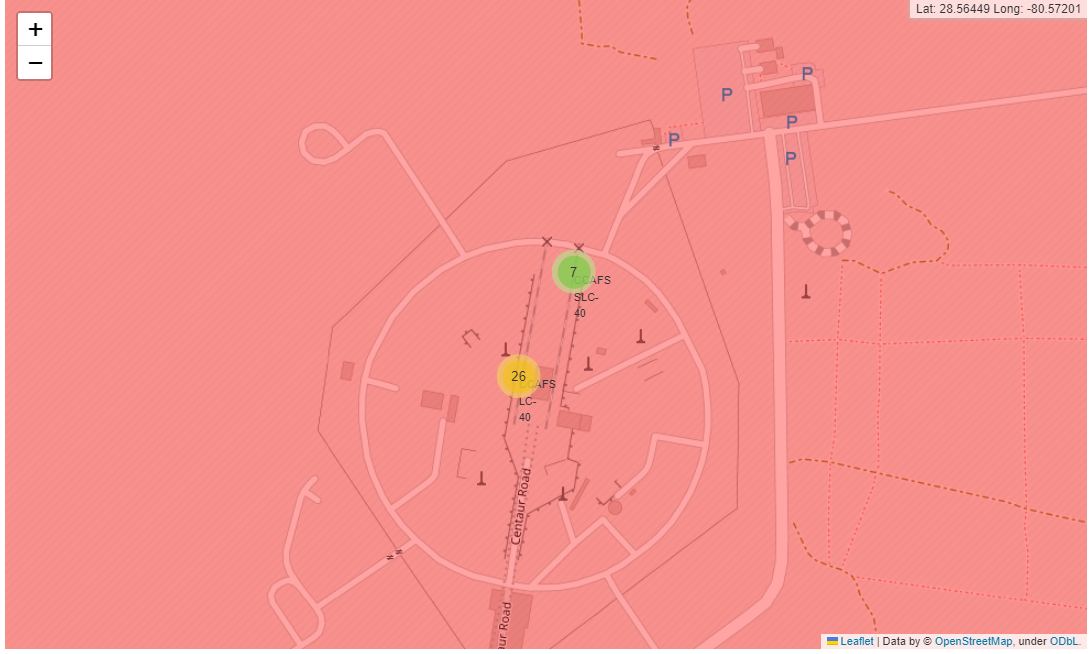 +
Lat: 28.56449 Long: -80.57201
−
P
P
P
P
P
7
CCAFS
SLC-
40
26
CCAFS
LC-
40
Centaur Road
aur Road
Leaflet | Data by © OpenStreetMap, under ODbL.